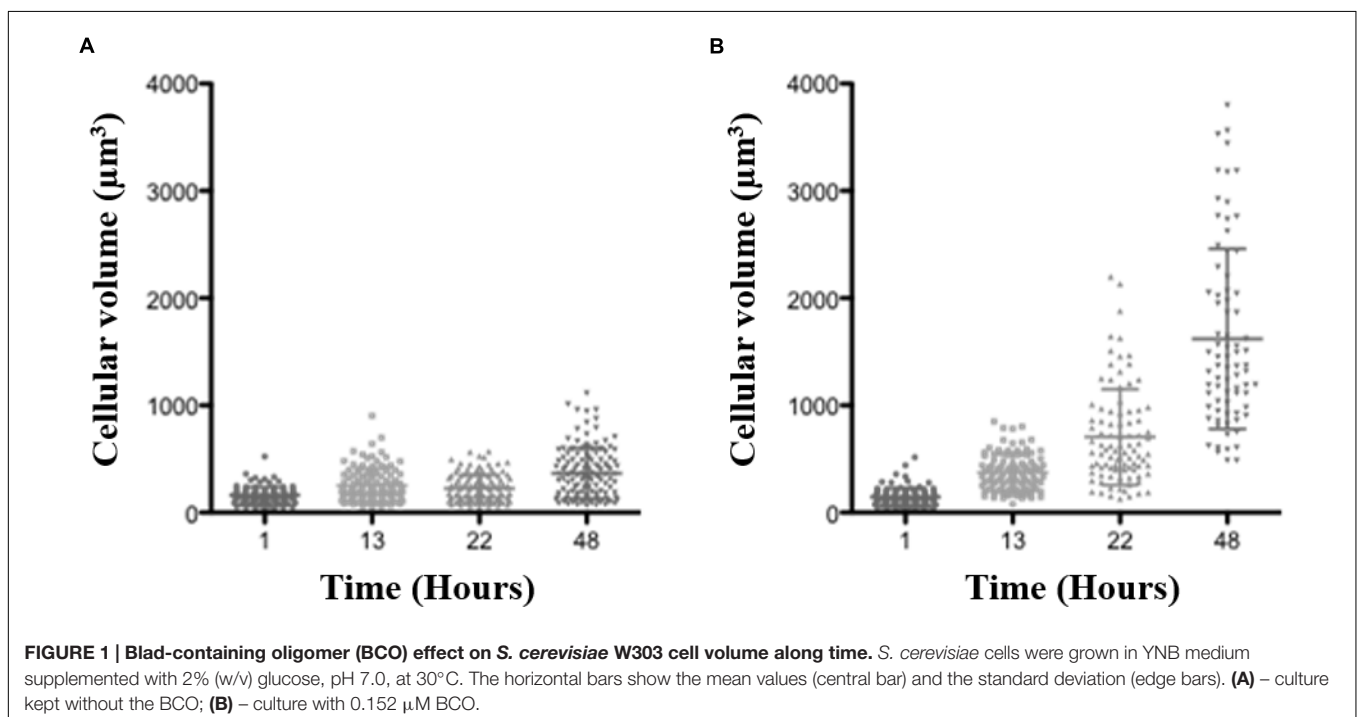 A
4000
3000
2000
1000
0
Cellular volume (µm³)
1 13 22 48
Time (Hours)
B
4000
3000
2000
1000
0
Cellular volume (µm³)
1 13 22 48
Time (Hours)
FIGURE 1 | Blad-containing oligomer (BCO) effect on S. cerevisiae W303 cell volume along time. S. cerevisiae cells were grown in YNB medium
supplemented with 2% (w/v) glucose, pH 7.0, at 30°C. The horizontal bars show the mean values (central bar) and the standard deviation (edge bars). (A) – culture
kept without the BCO; (B) – culture with 0.152 µM BCO.